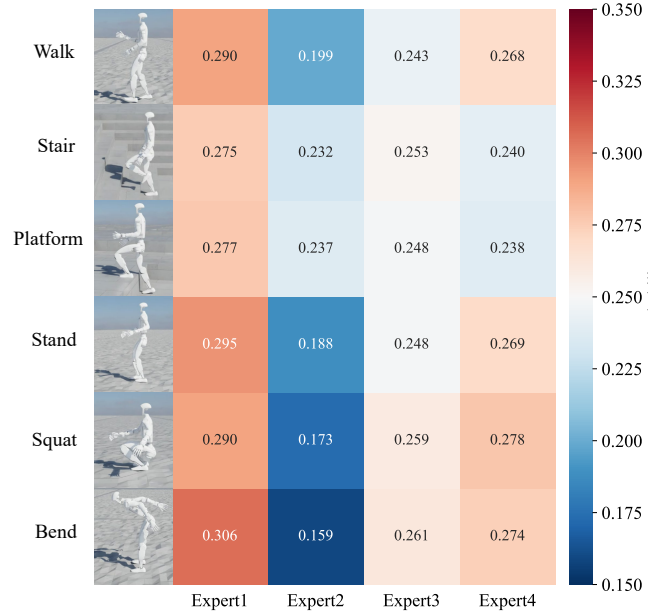 Walk 0.290 0.199 0.243 0.268
Stair 0.275 0.232 0.253 0.240
Platform 0.277 0.237 0.248 0.238
Stand 0.295 0.188 0.248 0.269
Squat 0.290 0.173 0.259 0.278
Bend 0.306 0.159 0.261 0.274
Expert1 Expert2 Expert3 Expert4
0.350
0.325
0.300
0.275
0.250
0.225
0.200
0.175
0.150